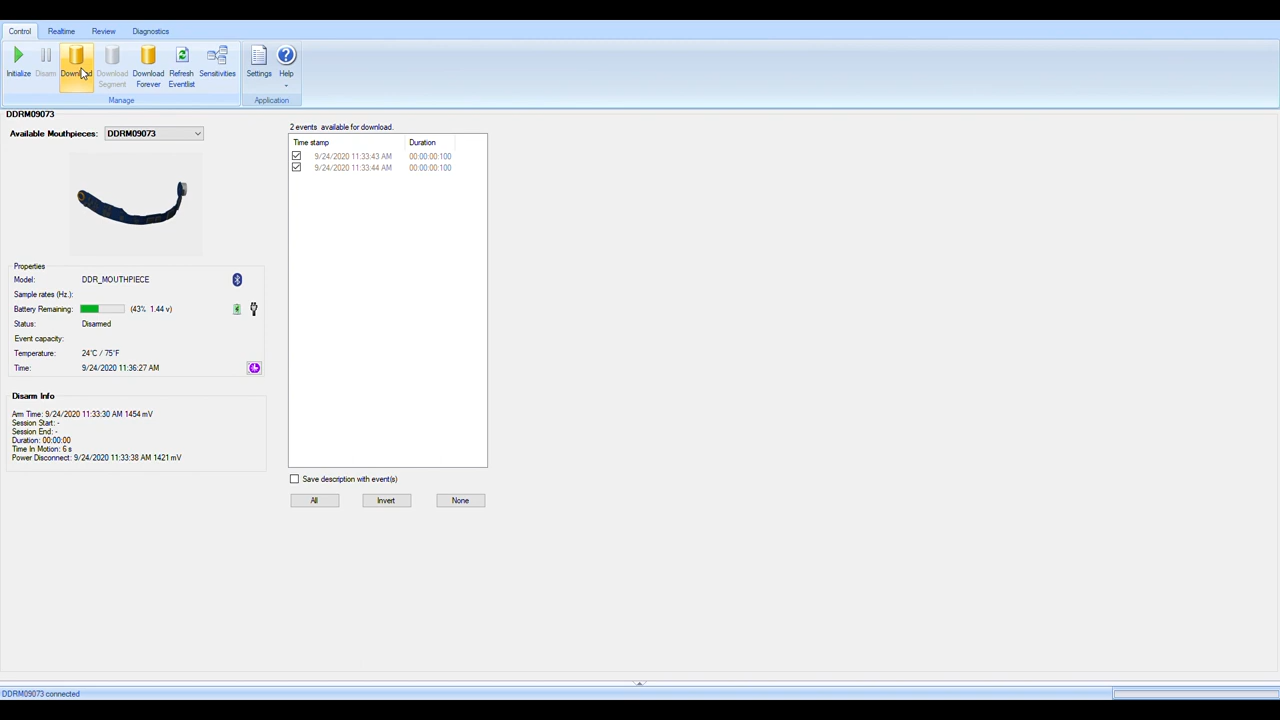 Control Realtime Review Diagnostics
Initialize Disarm Download Download Segment Download Forever Refresh Eventlist Sensitivities Settings Help
Manage Application
DDRM09073
Available Mouthpieces: DDRM09073
2 events available for download.
Time stamp Duration
9/24/2020 11:33:43 AM 00:00:00:100
9/24/2020 11:33:44 AM 00:00:00:100
Properties
Model: DDR_MOUTHPIECE
Sample rates (Hz.):
Battery Remaining: (43% 1.44 v)
Status: Disarmed
Event capacity:
Temperature: 24°C / 75°F
Time: 9/24/2020 11:36:27 AM
Disarm Info
Arm Time: 9/24/2020 11:33:30 AM 1454 mV
Session Start: -
Session End: -
Duration: 00:00:00
Time In Motion: 6 s
Power Disconnect: 9/24/2020 11:33:38 AM 1421 mV
Save description with event(s)
All Invert None
DDRM09073 connected